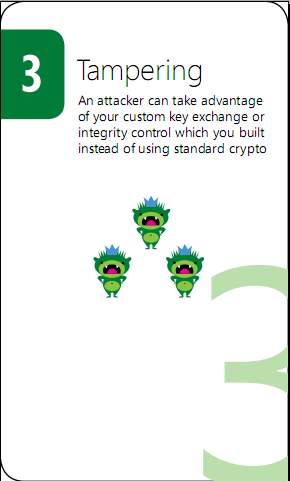 3
Tampering
An attacker can take advantage
of your custom key exchange or
integrity control which you built
instead of using standard crypto
3